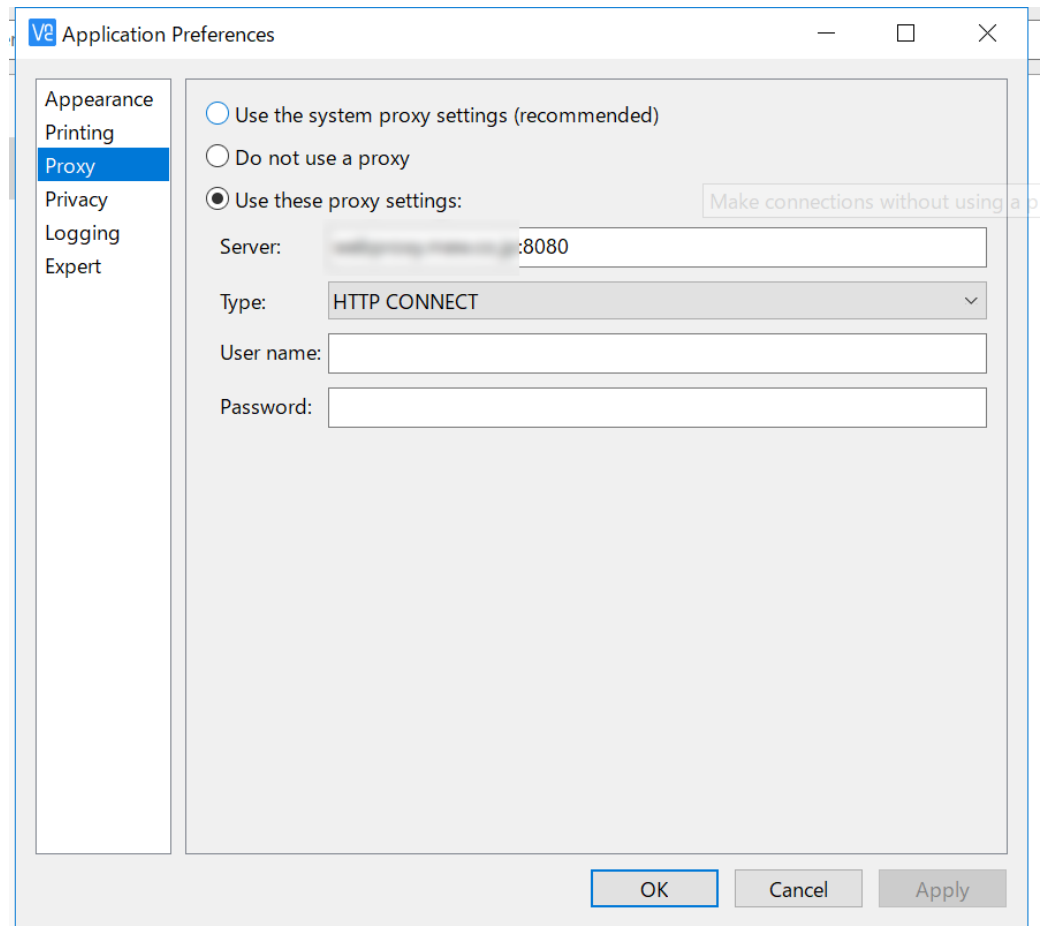 V2 Application Preferences
Appearance
Printing
Proxy
Privacy
Logging
Expert
Use the system proxy settings (recommended)
Do not use a proxy
Use these proxy settings:
Make connections without using a p
Server: :8080
Type: HTTP CONNECT
User name:
Password:
OK Cancel Apply